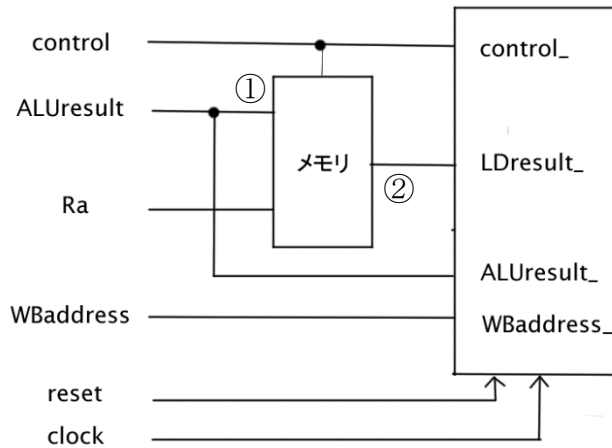 control
control_
①
ALUresult
メモリ
LDresult_
②
Ra
ALUresult_
WBaddress
WBaddress_
reset
clock